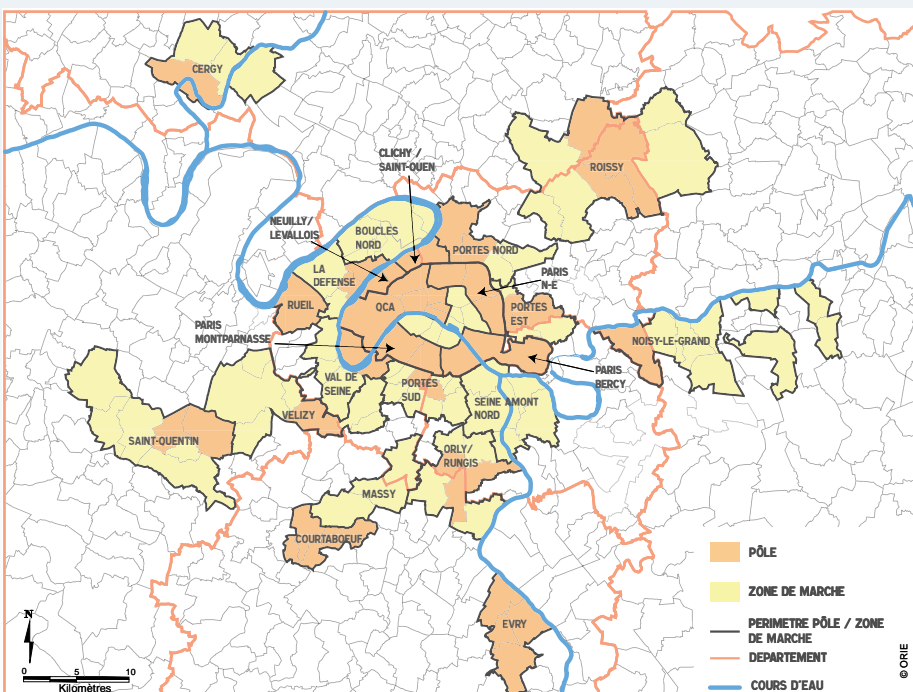 CERGY
CLICHY /
SAINT-OUEN
ROISSY
NEUILLY/
LEVALLOIS
BOUCLES
NORD
PORTES NORD
LA
DEFENSE
PARIS
N-E
RUEIL
QCA
PORTES
EST
PARIS
MONTPARNASSE
NOISY-LE-GRAND
PARIS
BERCY
VAL DE
SEINE
PORTES
SUD
SEINE AMONT
NORD
VELIZY
SAINT-QUENTIN
ORLY/
RUNGIS
MASSY
COURTABOEUF
EVRY
PÔLE
ZONE DE MARCHE
PERIMETRE PÔLE / ZONE
DE MARCHE
DEPARTEMENT
COURS D'EAU
N
0 5 10
Kilomètres
© ORIE